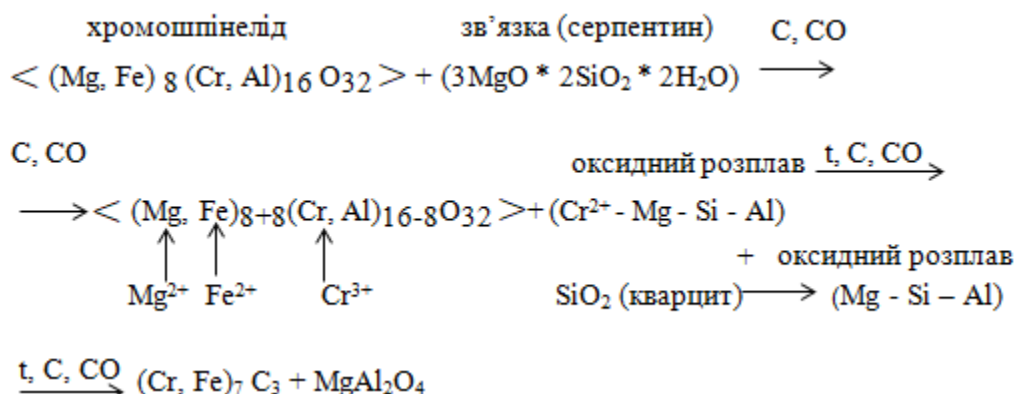 хромошпінелід зв’язка (серпентин) C, CO
< (Mg, Fe) 8 (Cr, Al)16 O32 > + (3MgO * 2SiO2 * 2H2O) ⟶
C, CO оксидний розплав t, C, CO ⟶
⟶ < (Mg, Fe)8+8(Cr, Al)16-8O32 >+ (Cr²⁺ - Mg - Si - Al)
+ оксидний розплав
Mg²⁺ Fe²⁺ Cr³⁺ SiO2 (кварцит) ⟶ (Mg - Si – Al)
t, C, CO ⟶ (Cr, Fe)7 C3 + MgAl2O4